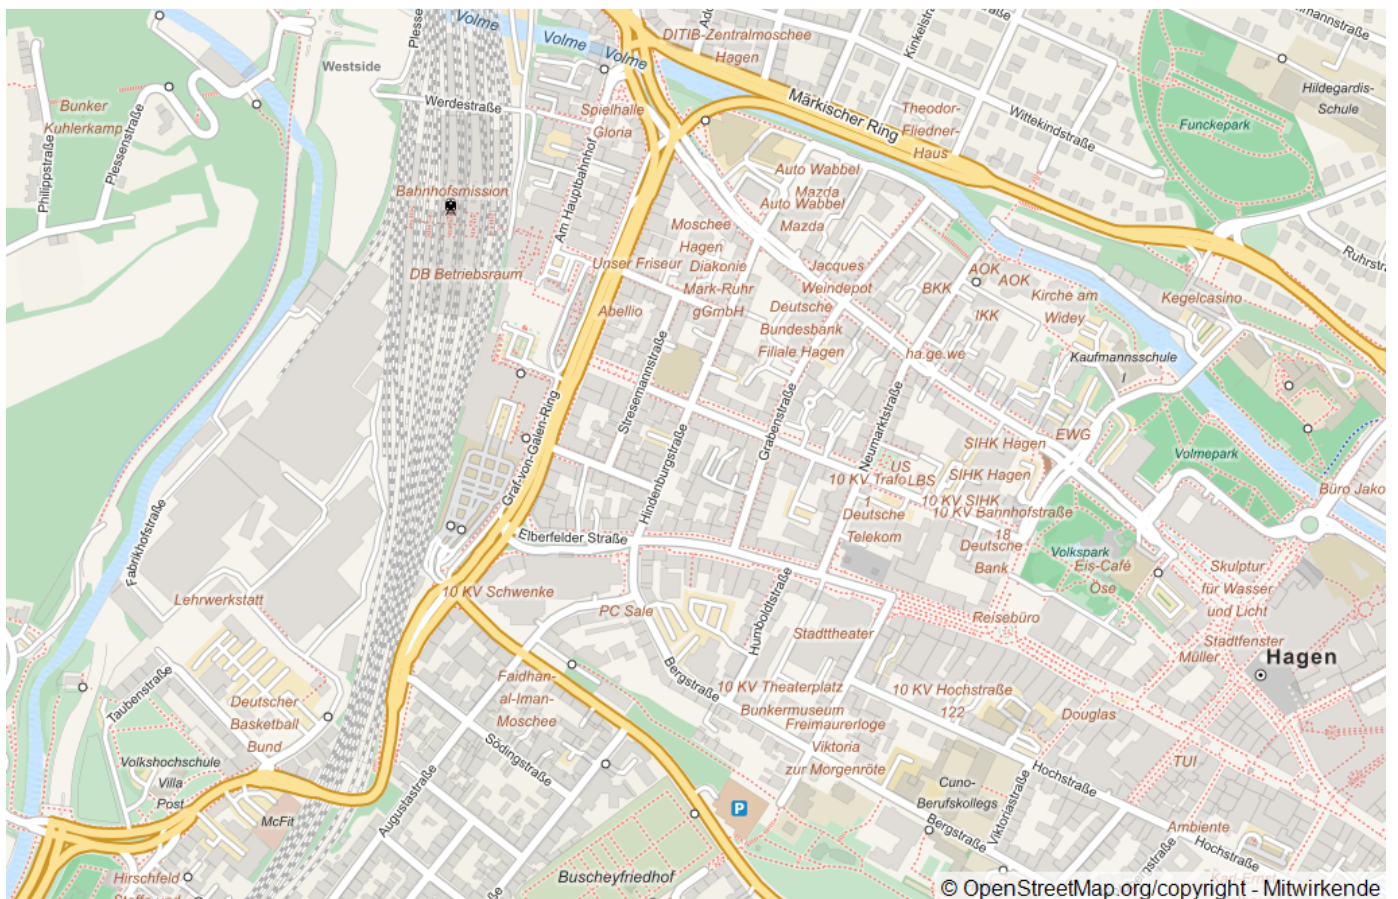 Volme
Volme
Volme
Plesse
Westside
Werdestraße
Bunker
Kuhlerkamp
Plessenstraße
Philippstraße
Spielhalle
Gloria
DITIB-Zentralmoschee
Hagen
Kinkelstr
Märkischer Ring
Theodor-
Fliedner-
Haus
Wittekindstraße
Funckepark
Hildegardis-
Schule
Ruhrstra
Bahnhofsmission
Am Hauptbahnhof
DB Betriebsraum
Auto Wabbel
Mazda
Auto Wabbel
Mazda
Moschee
Hagen
Unser Friseur
Diakonie
Mark-Ruhr
gGmbH
Abellio
Jacques
Weindepot
Deutsche
Bundesbank
Filiale Hagen
BKK
AOK
AOK
IKK
Kirche am
Widey
Kegelcasino
Kaufmannsschule
I
ha.ge.we
Stresemannstraße
Hindenburgstraße
Grabenstraße
Neumarktstraße
Graf-von-Galen-Ring
EWG
SIHK Hagen
SIHK Hagen
US
10 KV Trafo
LBS
1
10 KV SIHK
10 KV Bahnhofstraße
18
Deutsche
Telekom
Deutsche
Bank
Volmepark
Büro Jako
Elberfelder Straße
Fabrikhofstraße
Lehrwerkstatt
10 KV Schwenke
PC Sale
Humboldtstraße
Stadttheater
Volkspark
Eis-Café
Ose
Reisebüro
Skulptur
für Wasser
und Licht
Stadtfenster
Müller
Hagen
Taubenstraße
Deutscher
Basketball
Bund
Faidhan-
al-Iman-
Moschee
Bergstraße
10 KV Theaterplatz
Bunkermuseum
Freimaurerloge
Viktoria
zur Morgenröte
10 KV Hochstraße
122
Douglas
TUI
Volkshochschule
Villa
Post
McFit
Södingstraße
Augustastraße
P
Cuno-
Berufskollegs
Hochstraße
Viktoriastraße
Bergstraße
Ambiente
Hochstraße
Bergstraße
Hirschfeld
Buscheyfriedhof
© OpenStreetMap.org/copyright - Mitwirkende